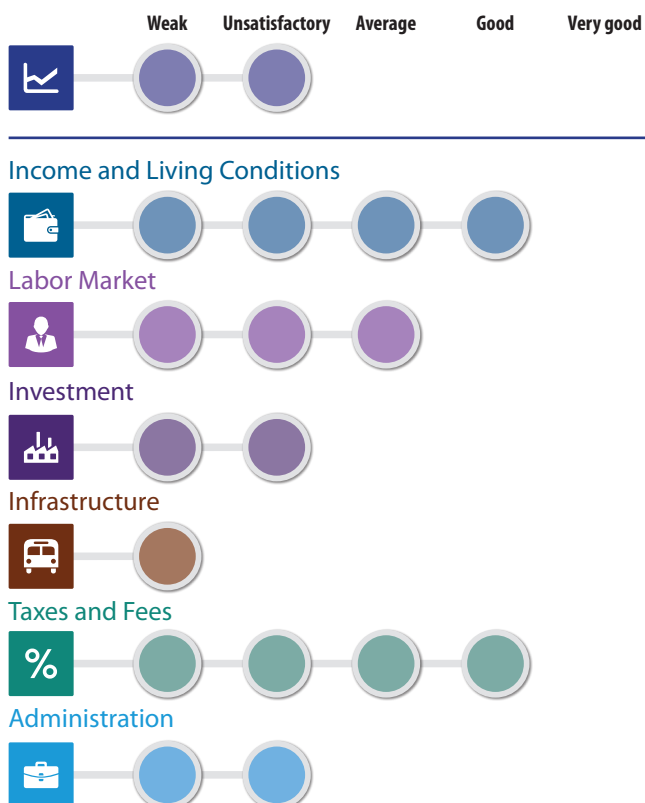 Weak Unsatisfactory Average Good Very good
Income and Living Conditions
Labor Market
Investment
Infrastructure
Taxes and Fees
%
Administration